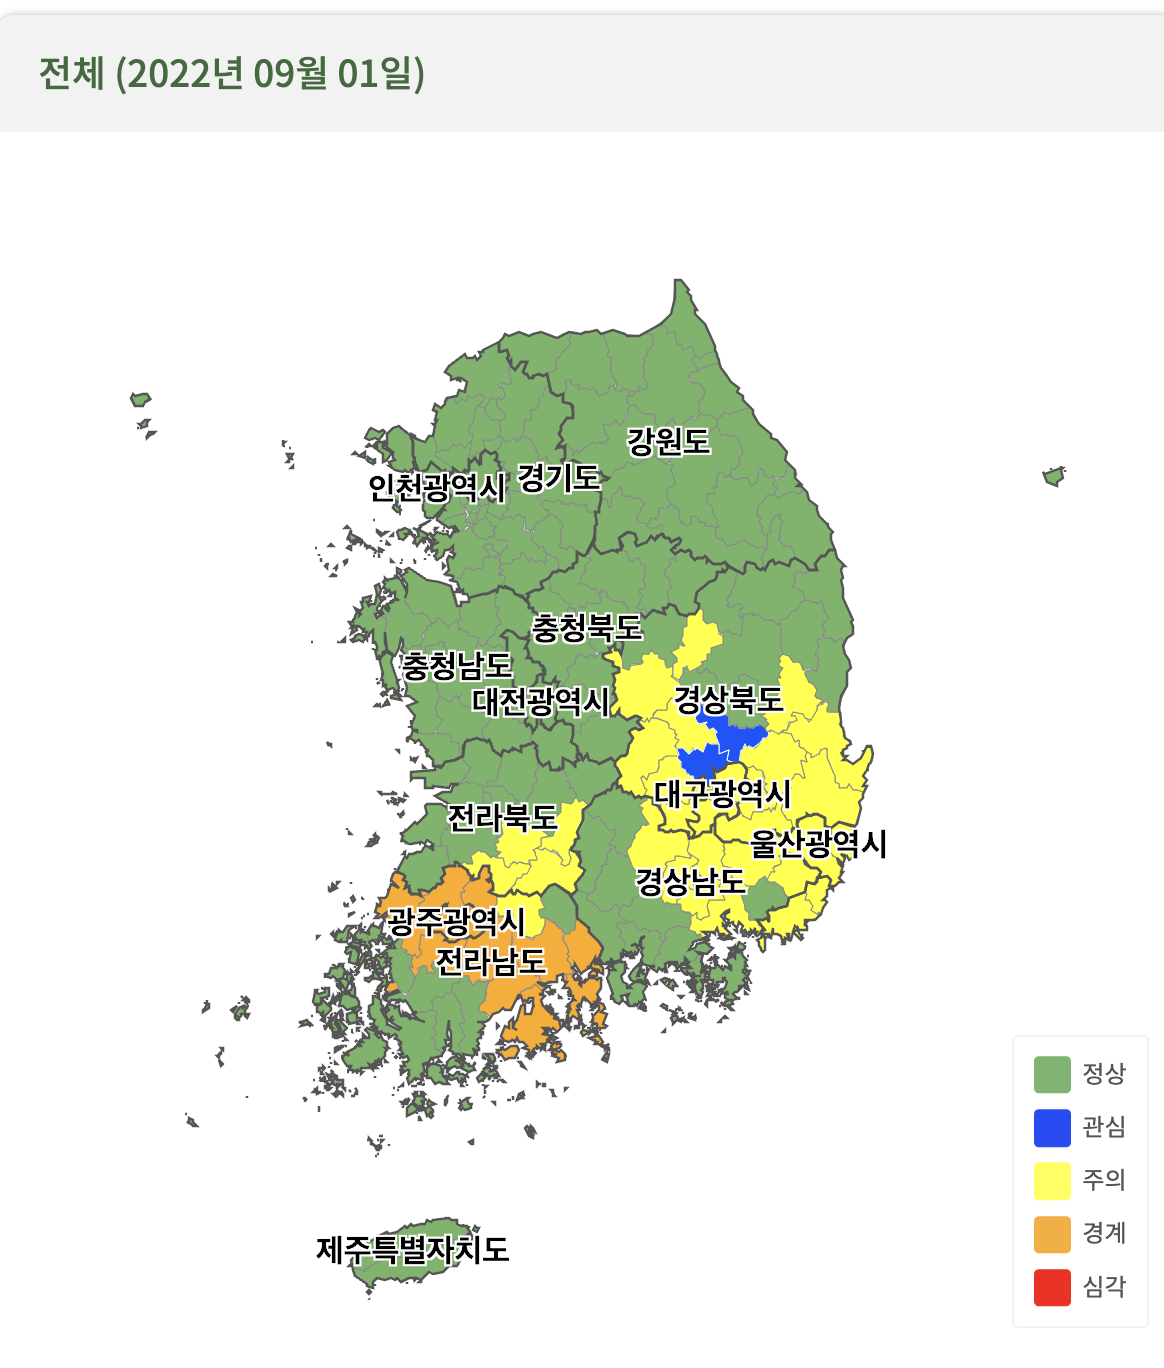 전체 (2022년 09월 01일)
강원도
경기도
인천광역시
충청북도
충청남도
대전광역시
경상북도
대구광역시
전라북도
울산광역시
경상남도
광주광역시
전라남도
제주특별자치도
정상
관심
주의
경계
심각